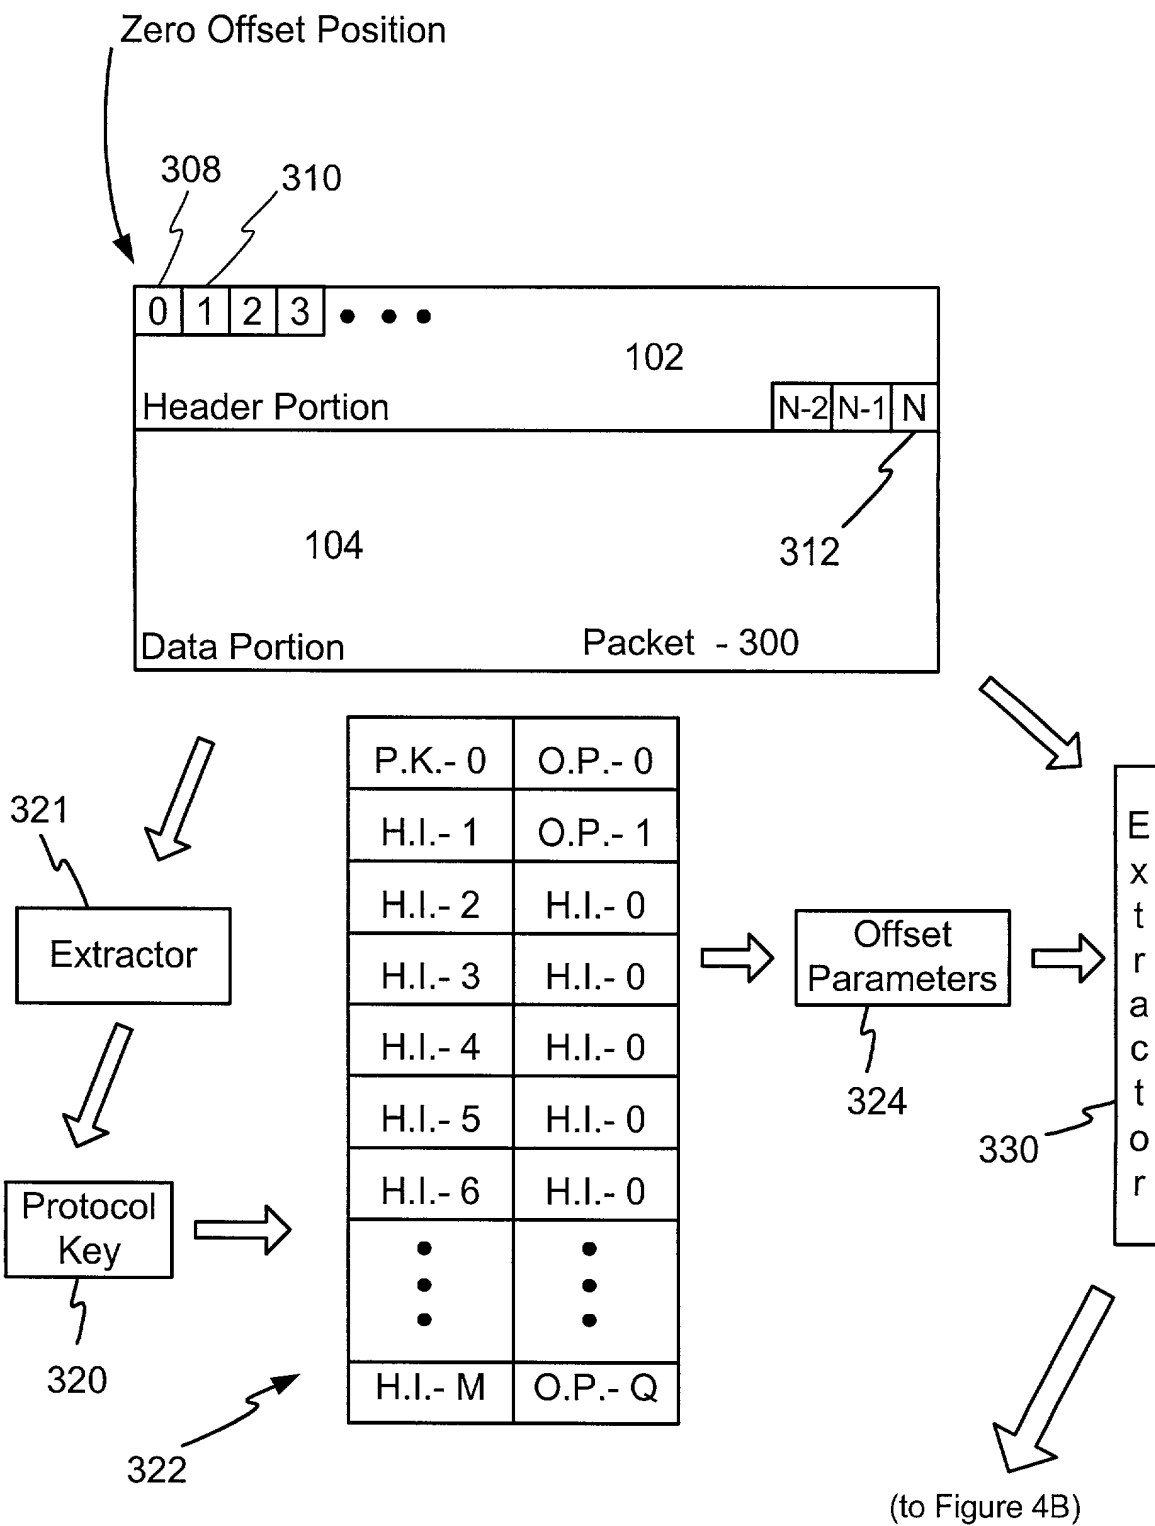 Zero Offset Position
308
310
0 1 2 3
102
Header Portion
N-2 N-1 N
104
312
Data Portion
Packet - 300
P.K.- 0 O.P.- 0
H.I.- 1 O.P.- 1
H.I.- 2 H.I.- 0
H.I.- 3 H.I.- 0
H.I.- 4 H.I.- 0
H.I.- 5 H.I.- 0
H.I.- 6 H.I.- 0
H.I.- M O.P.- Q
321
Extractor
Protocol
Key
320
322
Offset
Parameters
324
Extractor
330
(to Figure 4B)